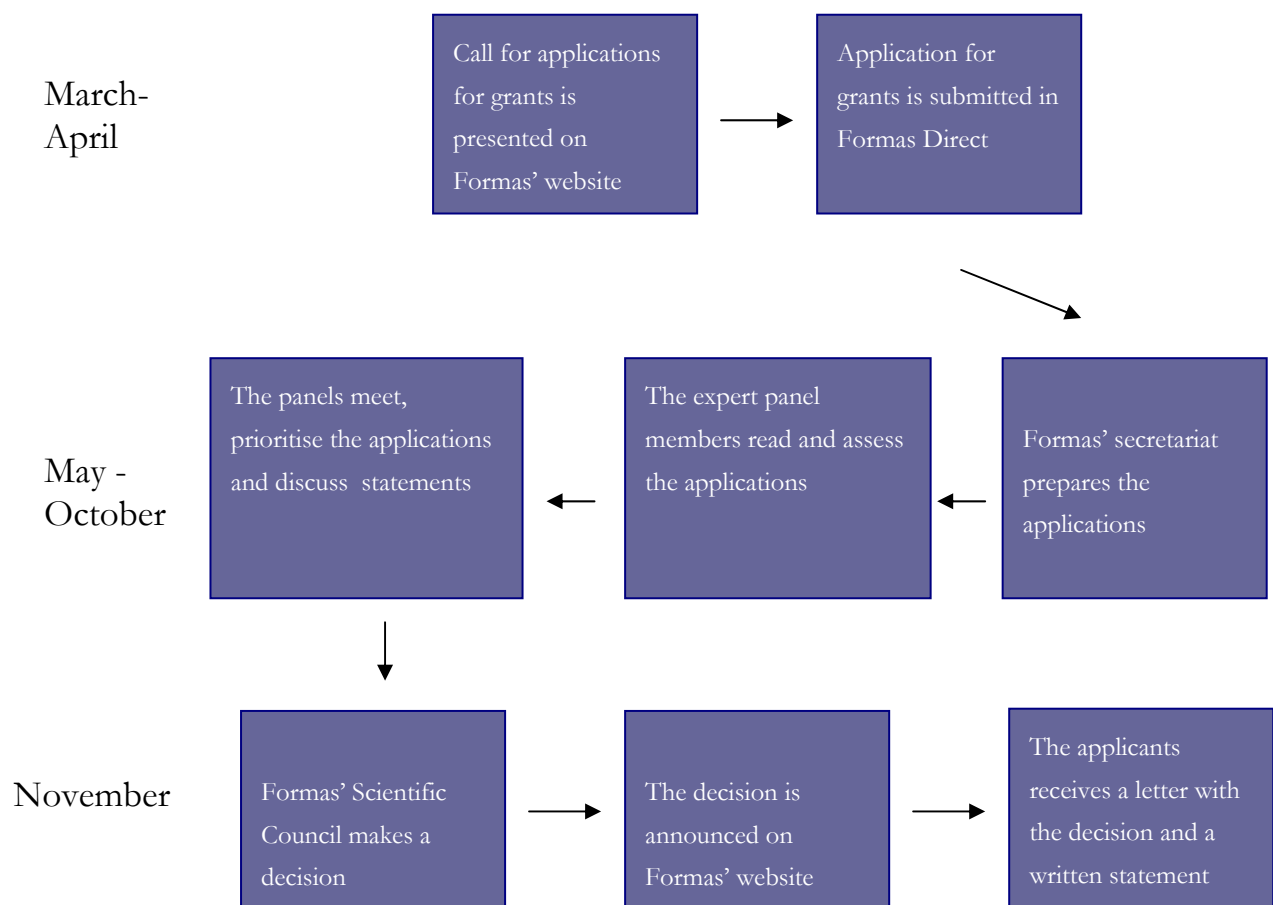 March-
April
Call for applications
for grants is
presented on
Formas’ website
Application for
grants is submitted in
Formas Direct
May -
October
The panels meet,
prioritise the applications
and discuss  statements
The expert panel
members read and assess
the applications
Formas’ secretariat
prepares the
applications
November
Formas’ Scientific
Council makes a
decision
The decision is
announced on
Formas’ website
The applicants
receives a letter with
the decision and a
written statement